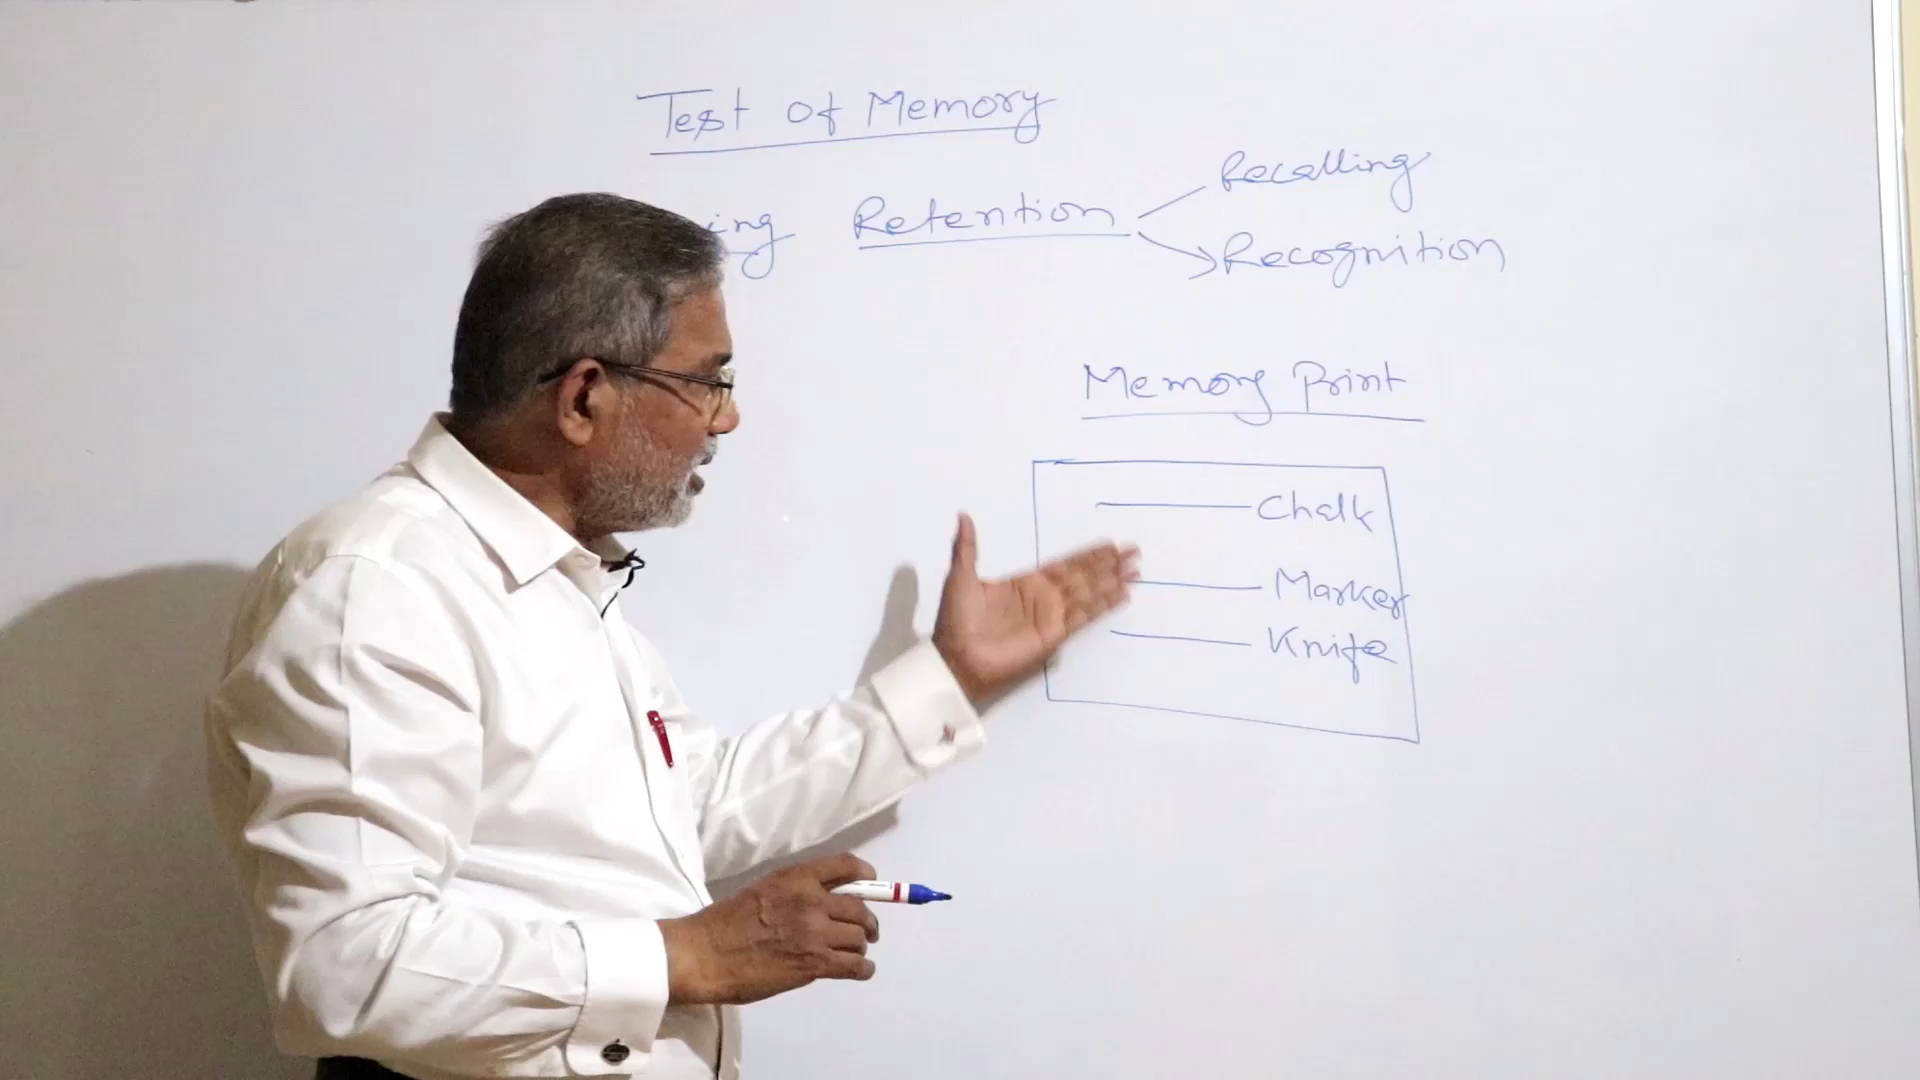 Test of Memory
Retention
Recalling
Recognition
Memory Print
Chalk
Marker
Knife